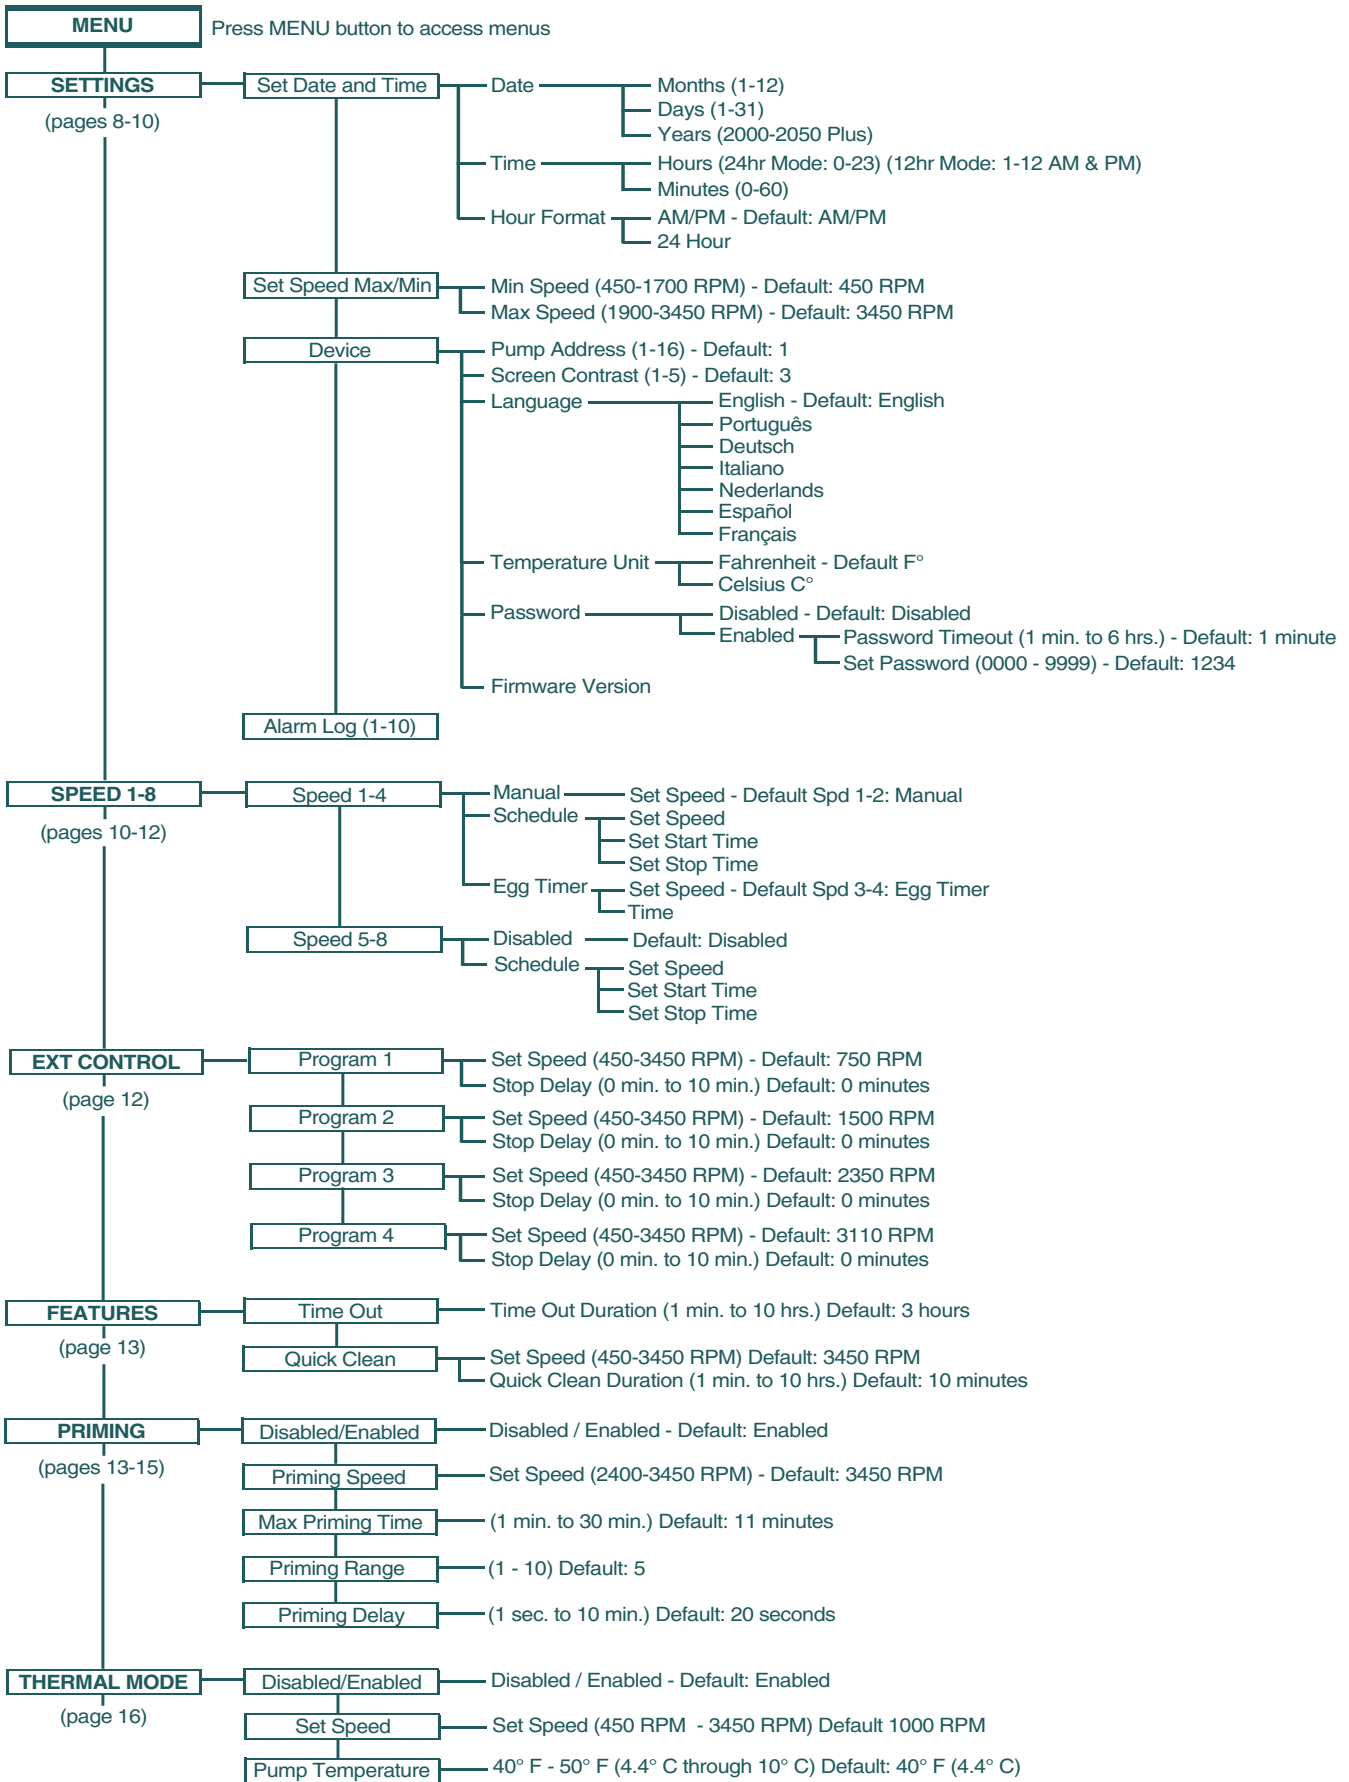 MENU Press MENU button to access menus
SETTINGS Set Date and Time Date Months (1-12)
(pages 8-10) Days (1-31)
Years (2000-2050 Plus)
Time Hours (24hr Mode: 0-23) (12hr Mode: 1-12 AM & PM)
Minutes (0-60)
Hour Format AM/PM - Default: AM/PM
24 Hour
Set Speed Max/Min Min Speed (450-1700 RPM) - Default: 450 RPM
Max Speed (1900-3450 RPM) - Default: 3450 RPM
Device Pump Address (1-16) - Default: 1
Screen Contrast (1-5) - Default: 3
Language English - Default: English
Português
Deutsch
Italiano
Nederlands
Español
Français
Temperature Unit Fahrenheit - Default F°
Celsius C°
Password Disabled - Default: Disabled
Enabled Password Timeout (1 min. to 6 hrs.) - Default: 1 minute
Set Password (0000 - 9999) - Default: 1234
Firmware Version
Alarm Log (1-10)
SPEED 1-8 Speed 1-4 Manual Set Speed - Default Spd 1-2: Manual
(pages 10-12) Schedule Set Speed
Set Start Time
Set Stop Time
Egg Timer Set Speed - Default Spd 3-4: Egg Timer
Time
Speed 5-8 Disabled Default: Disabled
Schedule Set Speed
Set Start Time
Set Stop Time
EXT CONTROL Program 1 Set Speed (450-3450 RPM) - Default: 750 RPM
(page 12) Stop Delay (0 min. to 10 min.) Default: 0 minutes
Program 2 Set Speed (450-3450 RPM) - Default: 1500 RPM
Stop Delay (0 min. to 10 min.) Default: 0 minutes
Program 3 Set Speed (450-3450 RPM) - Default: 2350 RPM
Stop Delay (0 min. to 10 min.) Default: 0 minutes
Program 4 Set Speed (450-3450 RPM) - Default: 3110 RPM
Stop Delay (0 min. to 10 min.) Default: 0 minutes
FEATURES Time Out Time Out Duration (1 min. to 10 hrs.) Default: 3 hours
(page 13) Quick Clean Set Speed (450-3450 RPM) Default: 3450 RPM
Quick Clean Duration (1 min. to 10 hrs.) Default: 10 minutes
PRIMING Disabled/Enabled Disabled / Enabled - Default: Enabled
(pages 13-15) Priming Speed Set Speed (2400-3450 RPM) - Default: 3450 RPM
Max Priming Time (1 min. to 30 min.) Default: 11 minutes
Priming Range (1 - 10) Default: 5
Priming Delay (1 sec. to 10 min.) Default: 20 seconds
THERMAL MODE Disabled/Enabled Disabled / Enabled - Default: Enabled
(page 16) Set Speed Set Speed (450 RPM - 3450 RPM) Default 1000 RPM
Pump Temperature 40° F - 50° F (4.4° C through 10° C) Default: 40° F (4.4° C)